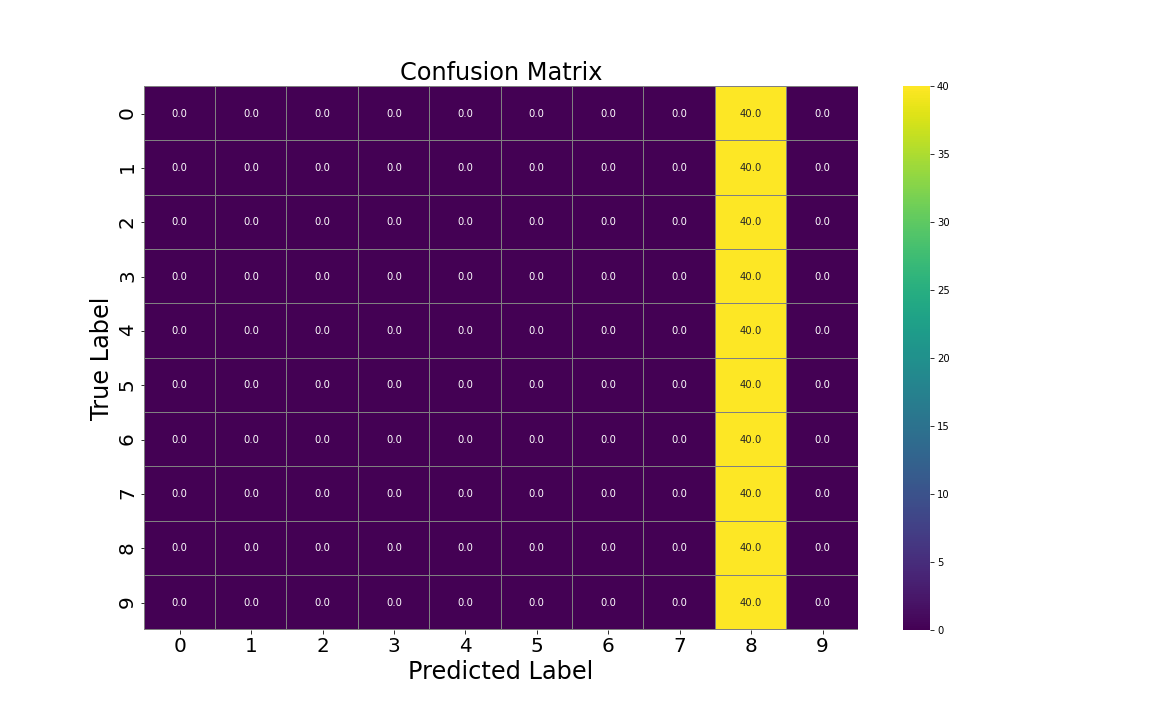 Confusion Matrix
0 0.0 0.0 0.0 0.0 0.0 0.0 0.0 0.0 40.0 0.0
1 0.0 0.0 0.0 0.0 0.0 0.0 0.0 0.0 40.0 0.0
2 0.0 0.0 0.0 0.0 0.0 0.0 0.0 0.0 40.0 0.0
3 0.0 0.0 0.0 0.0 0.0 0.0 0.0 0.0 40.0 0.0
4 0.0 0.0 0.0 0.0 0.0 0.0 0.0 0.0 40.0 0.0
5 0.0 0.0 0.0 0.0 0.0 0.0 0.0 0.0 40.0 0.0
6 0.0 0.0 0.0 0.0 0.0 0.0 0.0 0.0 40.0 0.0
7 0.0 0.0 0.0 0.0 0.0 0.0 0.0 0.0 40.0 0.0
8 0.0 0.0 0.0 0.0 0.0 0.0 0.0 0.0 40.0 0.0
9 0.0 0.0 0.0 0.0 0.0 0.0 0.0 0.0 40.0 0.0
0 1 2 3 4 5 6 7 8 9
Predicted Label
True Label
40
35
30
25
20
15
10
5
0